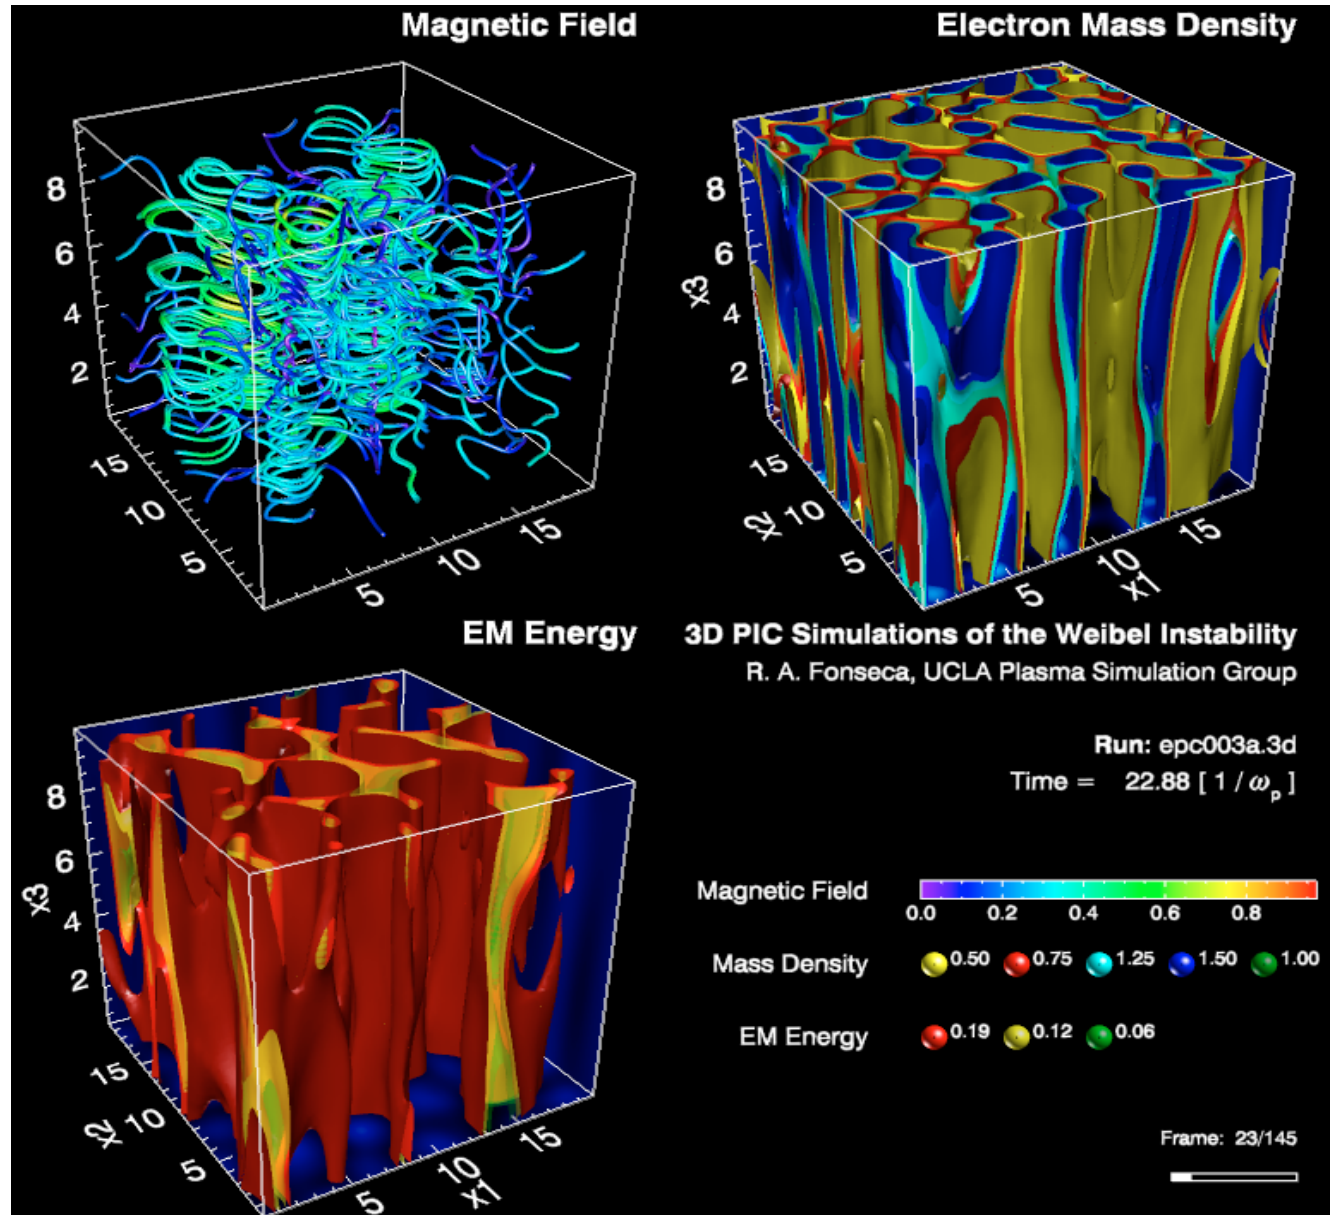 Magnetic Field
8
6
4
2
15
10
5
5
10
15
Electron Mass Density
8
6
x3
4
2
15
10
x2
5
5
10
x1
15
EM Energy
8
6
x3
4
2
15
10
x2
5
5
10
x1
15
3D PIC Simulations of the Weibel Instability
R. A. Fonseca, UCLA Plasma Simulation Group
Run: epc003a.3d
Time = 22.88 [ 1 / ωp ]
Magnetic Field
0.0 0.2 0.4 0.6 0.8
Mass Density 0.50 0.75 1.25 1.50 1.00
EM Energy 0.19 0.12 0.06
Frame: 23/145